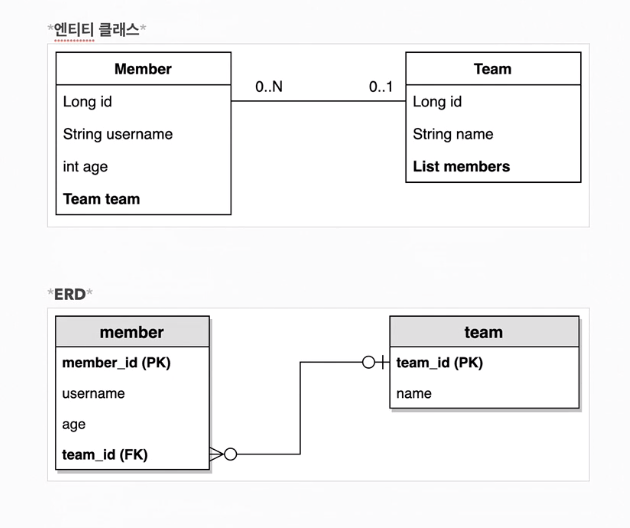 *엔티티 클래스*
Member
Long id
String username
int age
Team team
0..N
0..1
Team
Long id
String name
List members
*ERD*
member
member_id (PK)
username
age
team_id (FK)
team
team_id (PK)
name